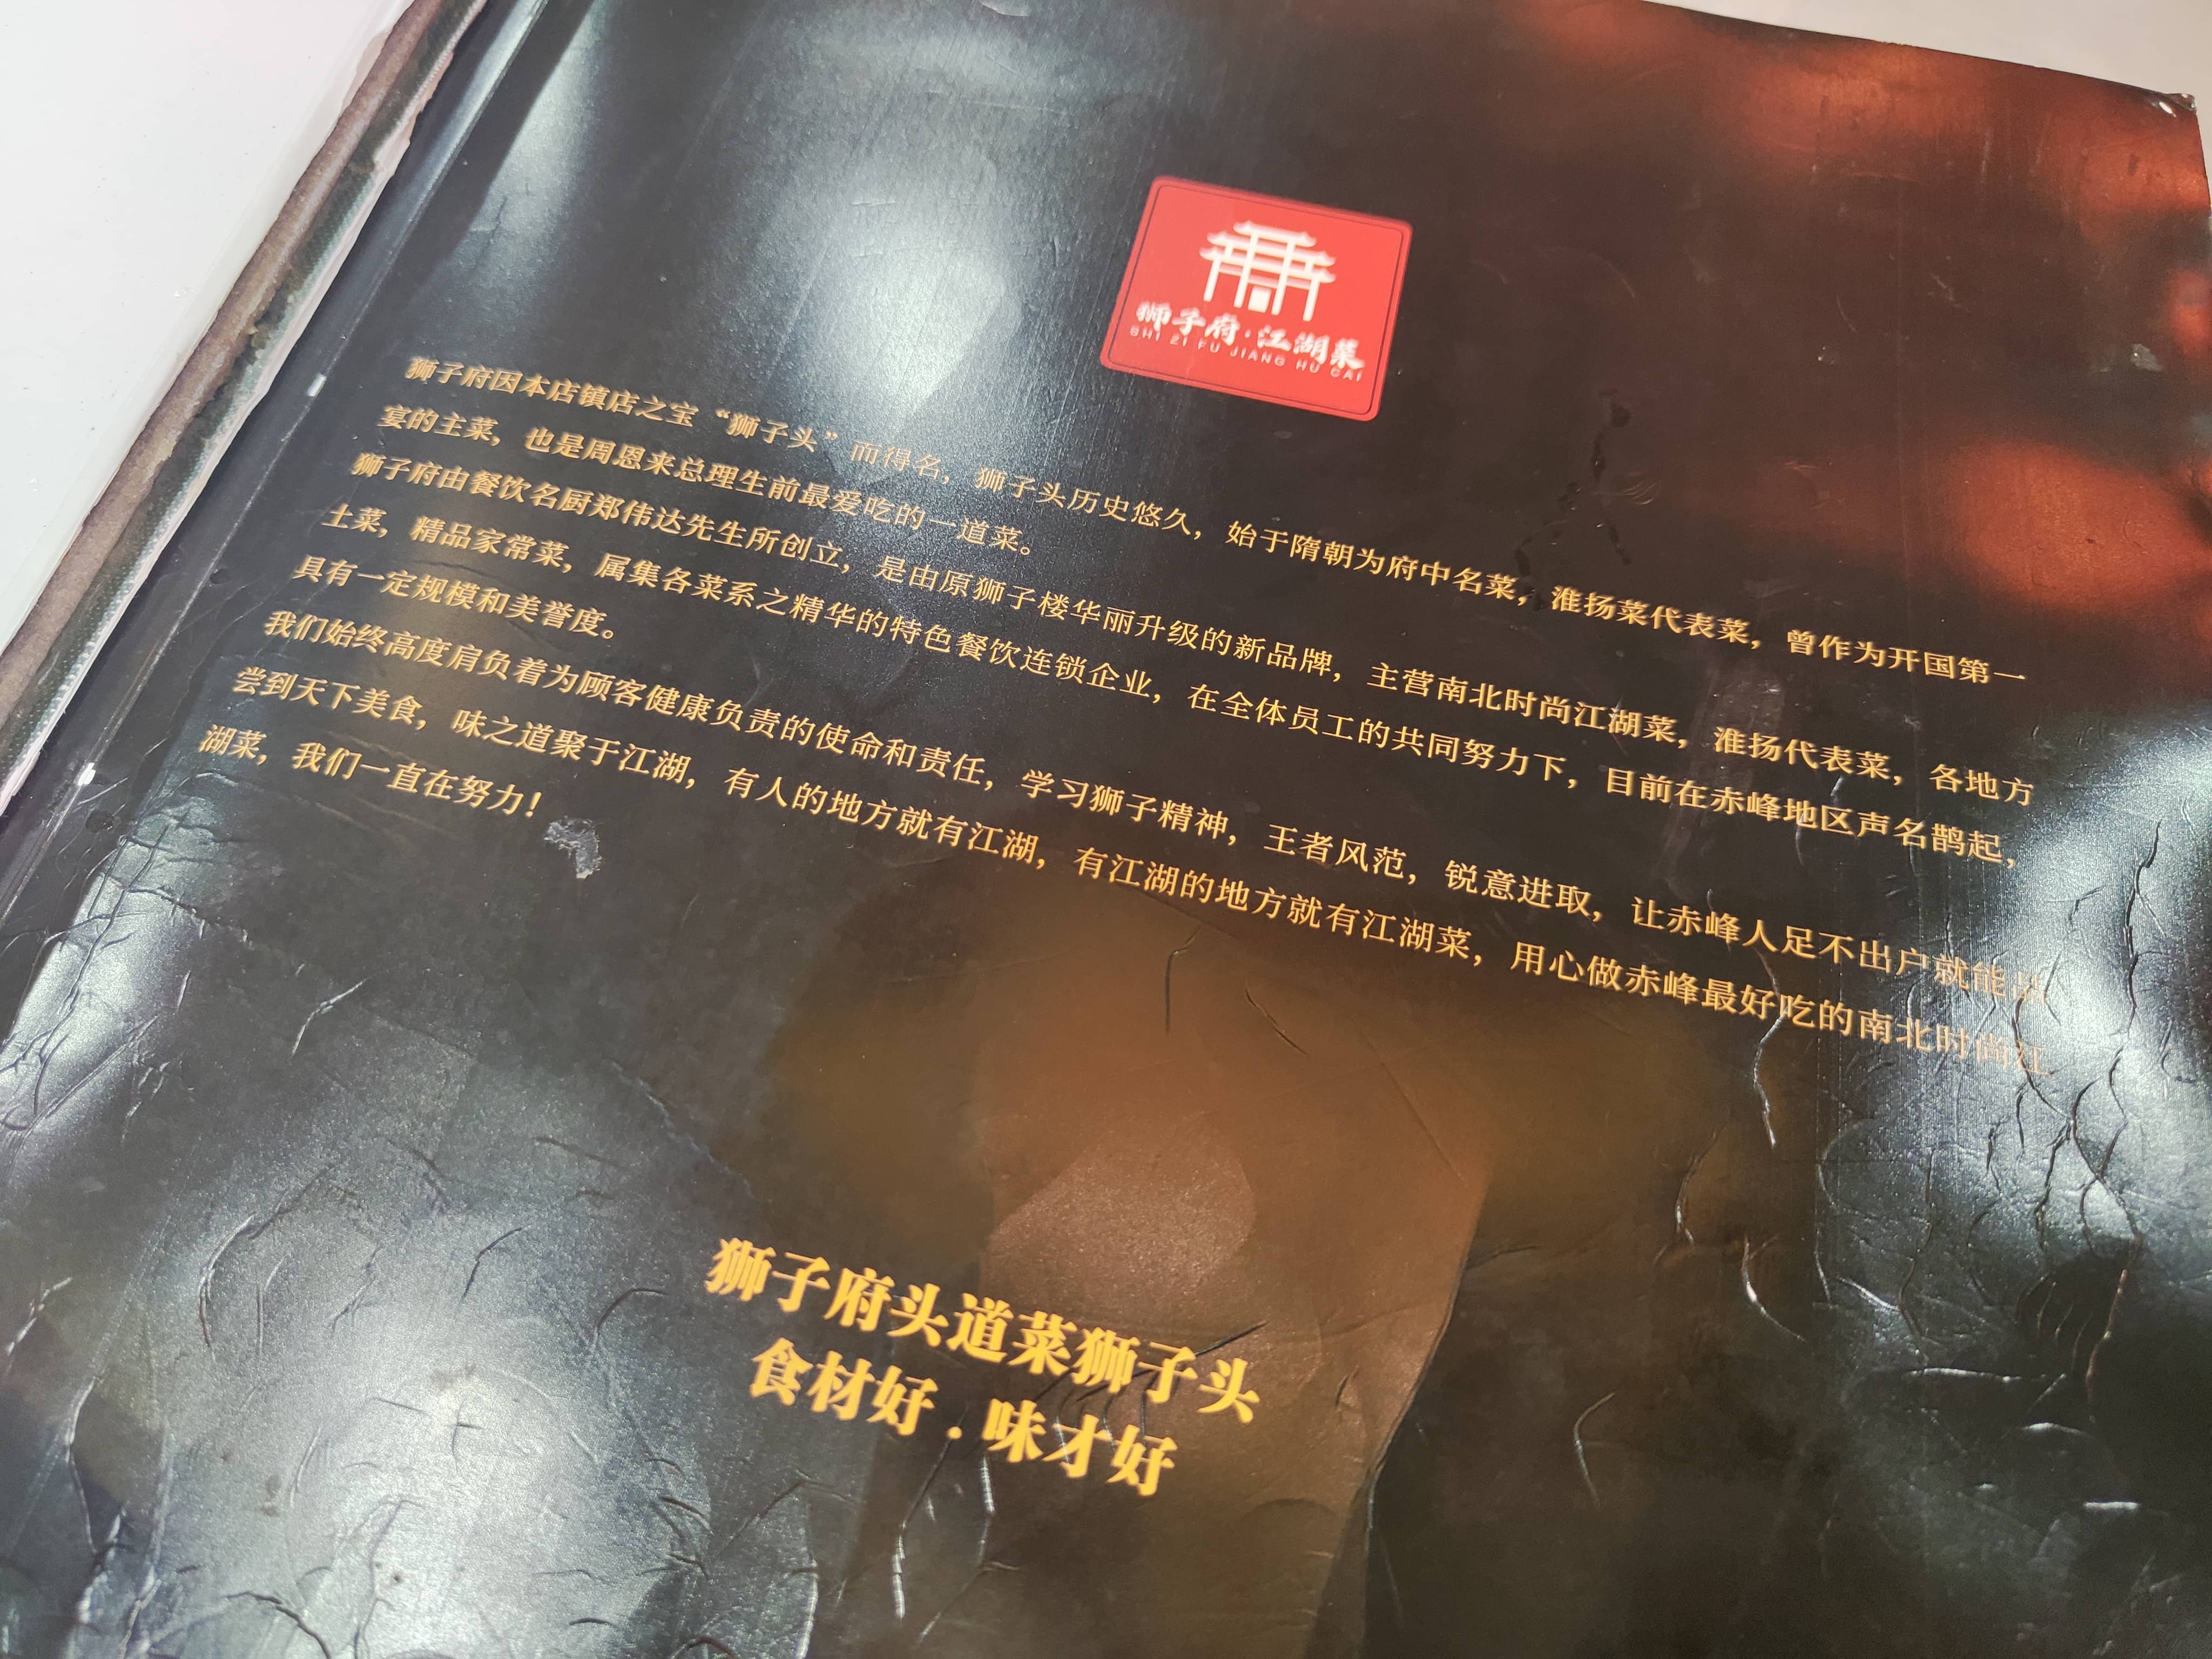 狮子府·江湖菜
SHI ZI FU JIANG HU CAI
狮子府因本店镇店之宝“狮子头”而得名，狮子头历史悠久，始于隋朝为府中名菜，淮扬菜代表菜，曾作为开国第一
宴的主菜，也是周恩来总理生前最爱吃的一道菜。
狮子府由餐饮名厨郑伟达先生所创立，是由原狮子楼华丽升级的新品牌，主营南北时尚江湖菜，淮扬代表菜，各地方
土菜，精品家常菜，属集各菜系之精华的特色餐饮连锁企业，在全体员工的共同努力下，目前在赤峰地区声名鹊起，
具有一定规模和美誉度。
我们始终高度肩负着为顾客健康负责的使命和责任，学习狮子精神，王者风范，锐意进取，让赤峰人足不出户就能品
尝到天下美食，味之道聚于江湖，有人的地方就有江湖，有江湖的地方就有江湖菜，用心做赤峰最好吃的南北时尚江
湖菜，我们一直在努力！
狮子府头道菜狮子头
食材好．味才好